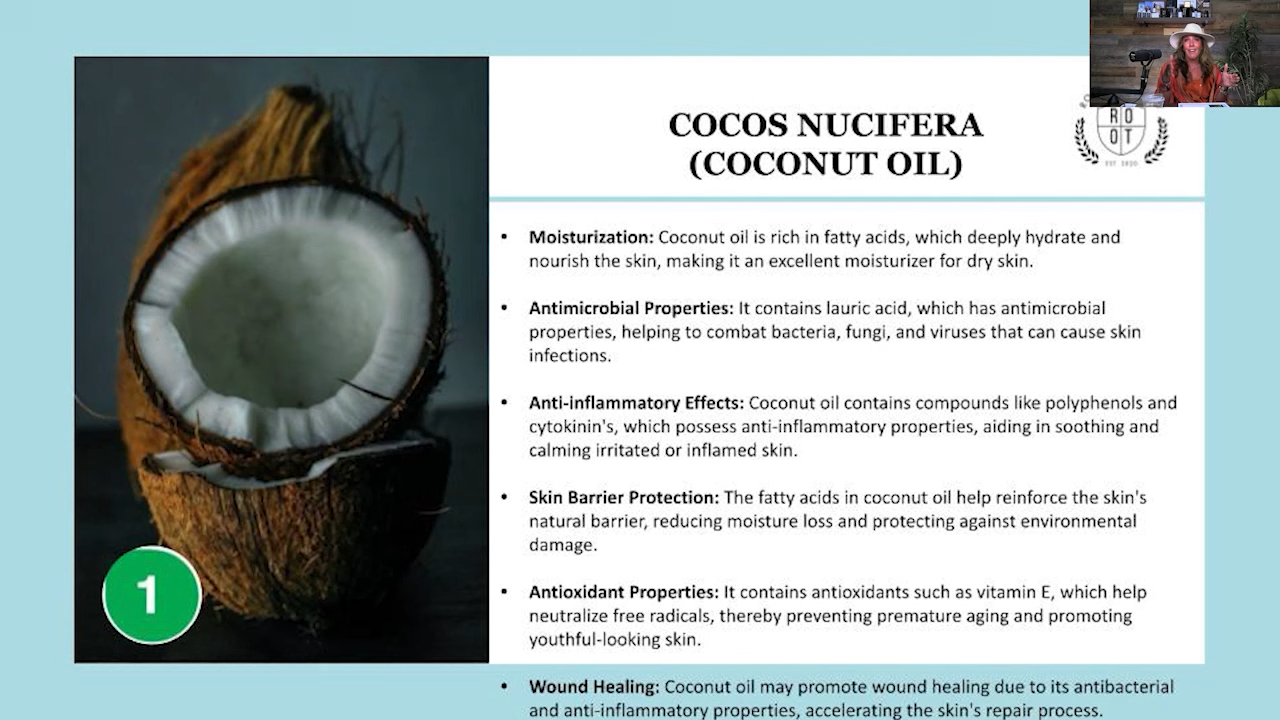 COCOS NUCIFERA
(COCONUT OIL)
RO
OT
EST 1920
• Moisturization: Coconut oil is rich in fatty acids, which deeply hydrate and
nourish the skin, making it an excellent moisturizer for dry skin.
• Antimicrobial Properties: It contains lauric acid, which has antimicrobial
properties, helping to combat bacteria, fungi, and viruses that can cause skin
infections.
• Anti-inflammatory Effects: Coconut oil contains compounds like polyphenols and
cytokinin's, which possess anti-inflammatory properties, aiding in soothing and
calming irritated or inflamed skin.
• Skin Barrier Protection: The fatty acids in coconut oil help reinforce the skin's
natural barrier, reducing moisture loss and protecting against environmental
damage.
• Antioxidant Properties: It contains antioxidants such as vitamin E, which help
neutralize free radicals, thereby preventing premature aging and promoting
youthful-looking skin.
• Wound Healing: Coconut oil may promote wound healing due to its antibacterial
and anti-inflammatory properties, accelerating the skin's repair process.
1